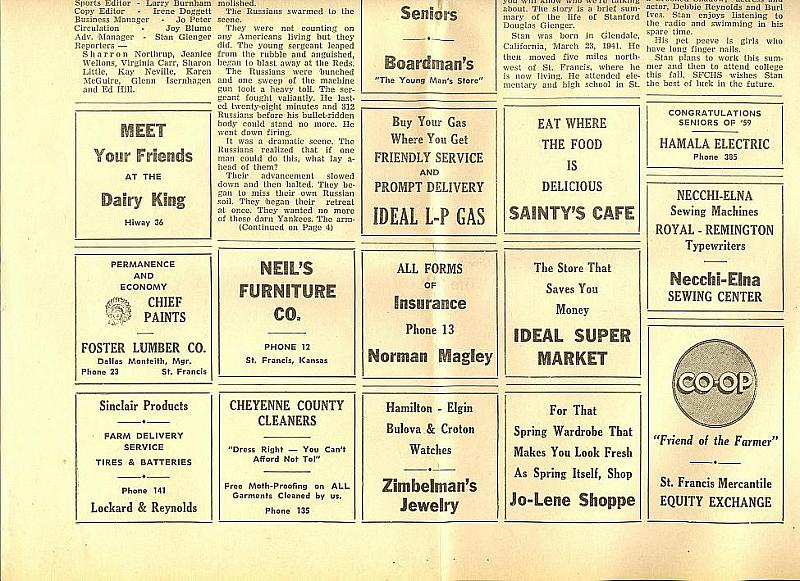 Sports Editor - Larry Burnham
Copy Editor - Irene Doggett
Business Manager - Jo Peter
Circulation - Joy Blume
Adv. Manager - Stan Gienger
Reporters —
Sharron Northrup, Jeanice
Wellons, Virginia Carr, Sharon
Little, Kay Neville, Karen
McGuire, Glenn Isernhagen
and Ed Hill.
MEET
Your Friends
AT THE
Dairy King
Hiway 36
PERMANENCE
AND
ECONOMY
CHIEF
PAINTS
FOSTER LUMBER CO.
Dallas Monteith, Mgr.
Phone 23 St. Francis
Sinclair Products
FARM DELIVERY
SERVICE
TIRES & BATTERIES
Phone 141
Lockard & Reynolds
The Russians swarmed to the
scene.
They were not counting on
any Americans living but they
did. The young sergeant leaped
from the rubble and anguished,
began to blast away at the Reds.
The Russians were bunched
and one sweep of the machine
gun took a heavy toll. The ser-
geant fought valiantly. He last-
ed twenty-eight minutes and 312
Russians before his bullet-ridden
body could stand no more. He
went down firing.
It was a dramatic scene. The
Russians realized that if one
man could do this, what lay a-
head of them?
Their advancement slowed
down and then halted. They be-
gan to miss their own Russian
soil. They began their retreat
at once. They wanted no more
of those darn Yankees. The arm-
(Continued on Page 4)
NEIL'S
FURNITURE
CO.
PHONE 12
St. Francis, Kansas
CHEYENNE COUNTY
CLEANERS
"Dress Right — You Can't
Afford Not To!"
Free Moth-Proofing on ALL
Garments Cleaned by us.
Phone 135
Seniors
Boardman's
"The Young Man's Store"
Buy Your Gas
Where You Get
FRIENDLY SERVICE
AND
PROMPT DELIVERY
IDEAL L-P GAS
ALL FORMS
OF
Insurance
Phone 13
Norman Magley
Hamilton - Elgin
Bulova & Croton
Watches
Zimbelman's
Jewelry
about. The story is a brief sum-
mary of the life of Stanford
Douglas Gienger.
Stan was born in Glendale,
California, March 23, 1941. He
then moved five miles north-
west of St. Francis, where he
is now living. He attended ele-
mentary and high school in St.
EAT WHERE
THE FOOD
IS
DELICIOUS
SAINTY'S CAFE
The Store That
Saves You
Money
IDEAL SUPER
MARKET
For That
Spring Wardrobe That
Makes You Look Fresh
As Spring Itself, Shop
Jo-Lene Shoppe
actor, Debbie Reynolds and Burl
Ives. Stan enjoys listening to
the radio and swimming in his
spare time.
His pet peeve is girls who
have long finger nails.
Stan plans to work this sum-
mer and then to attend college
this fall. SFCHS wishes Stan
the best of luck in the future.
CONGRATULATIONS
SENIORS OF '59
HAMALA ELECTRIC
Phone 385
NECCHI-ELNA
Sewing Machines
ROYAL - REMINGTON
Typewriters
Necchi-Elna
SEWING CENTER
CO-OP
"Friend of the Farmer"
St. Francis Mercantile
EQUITY EXCHANGE